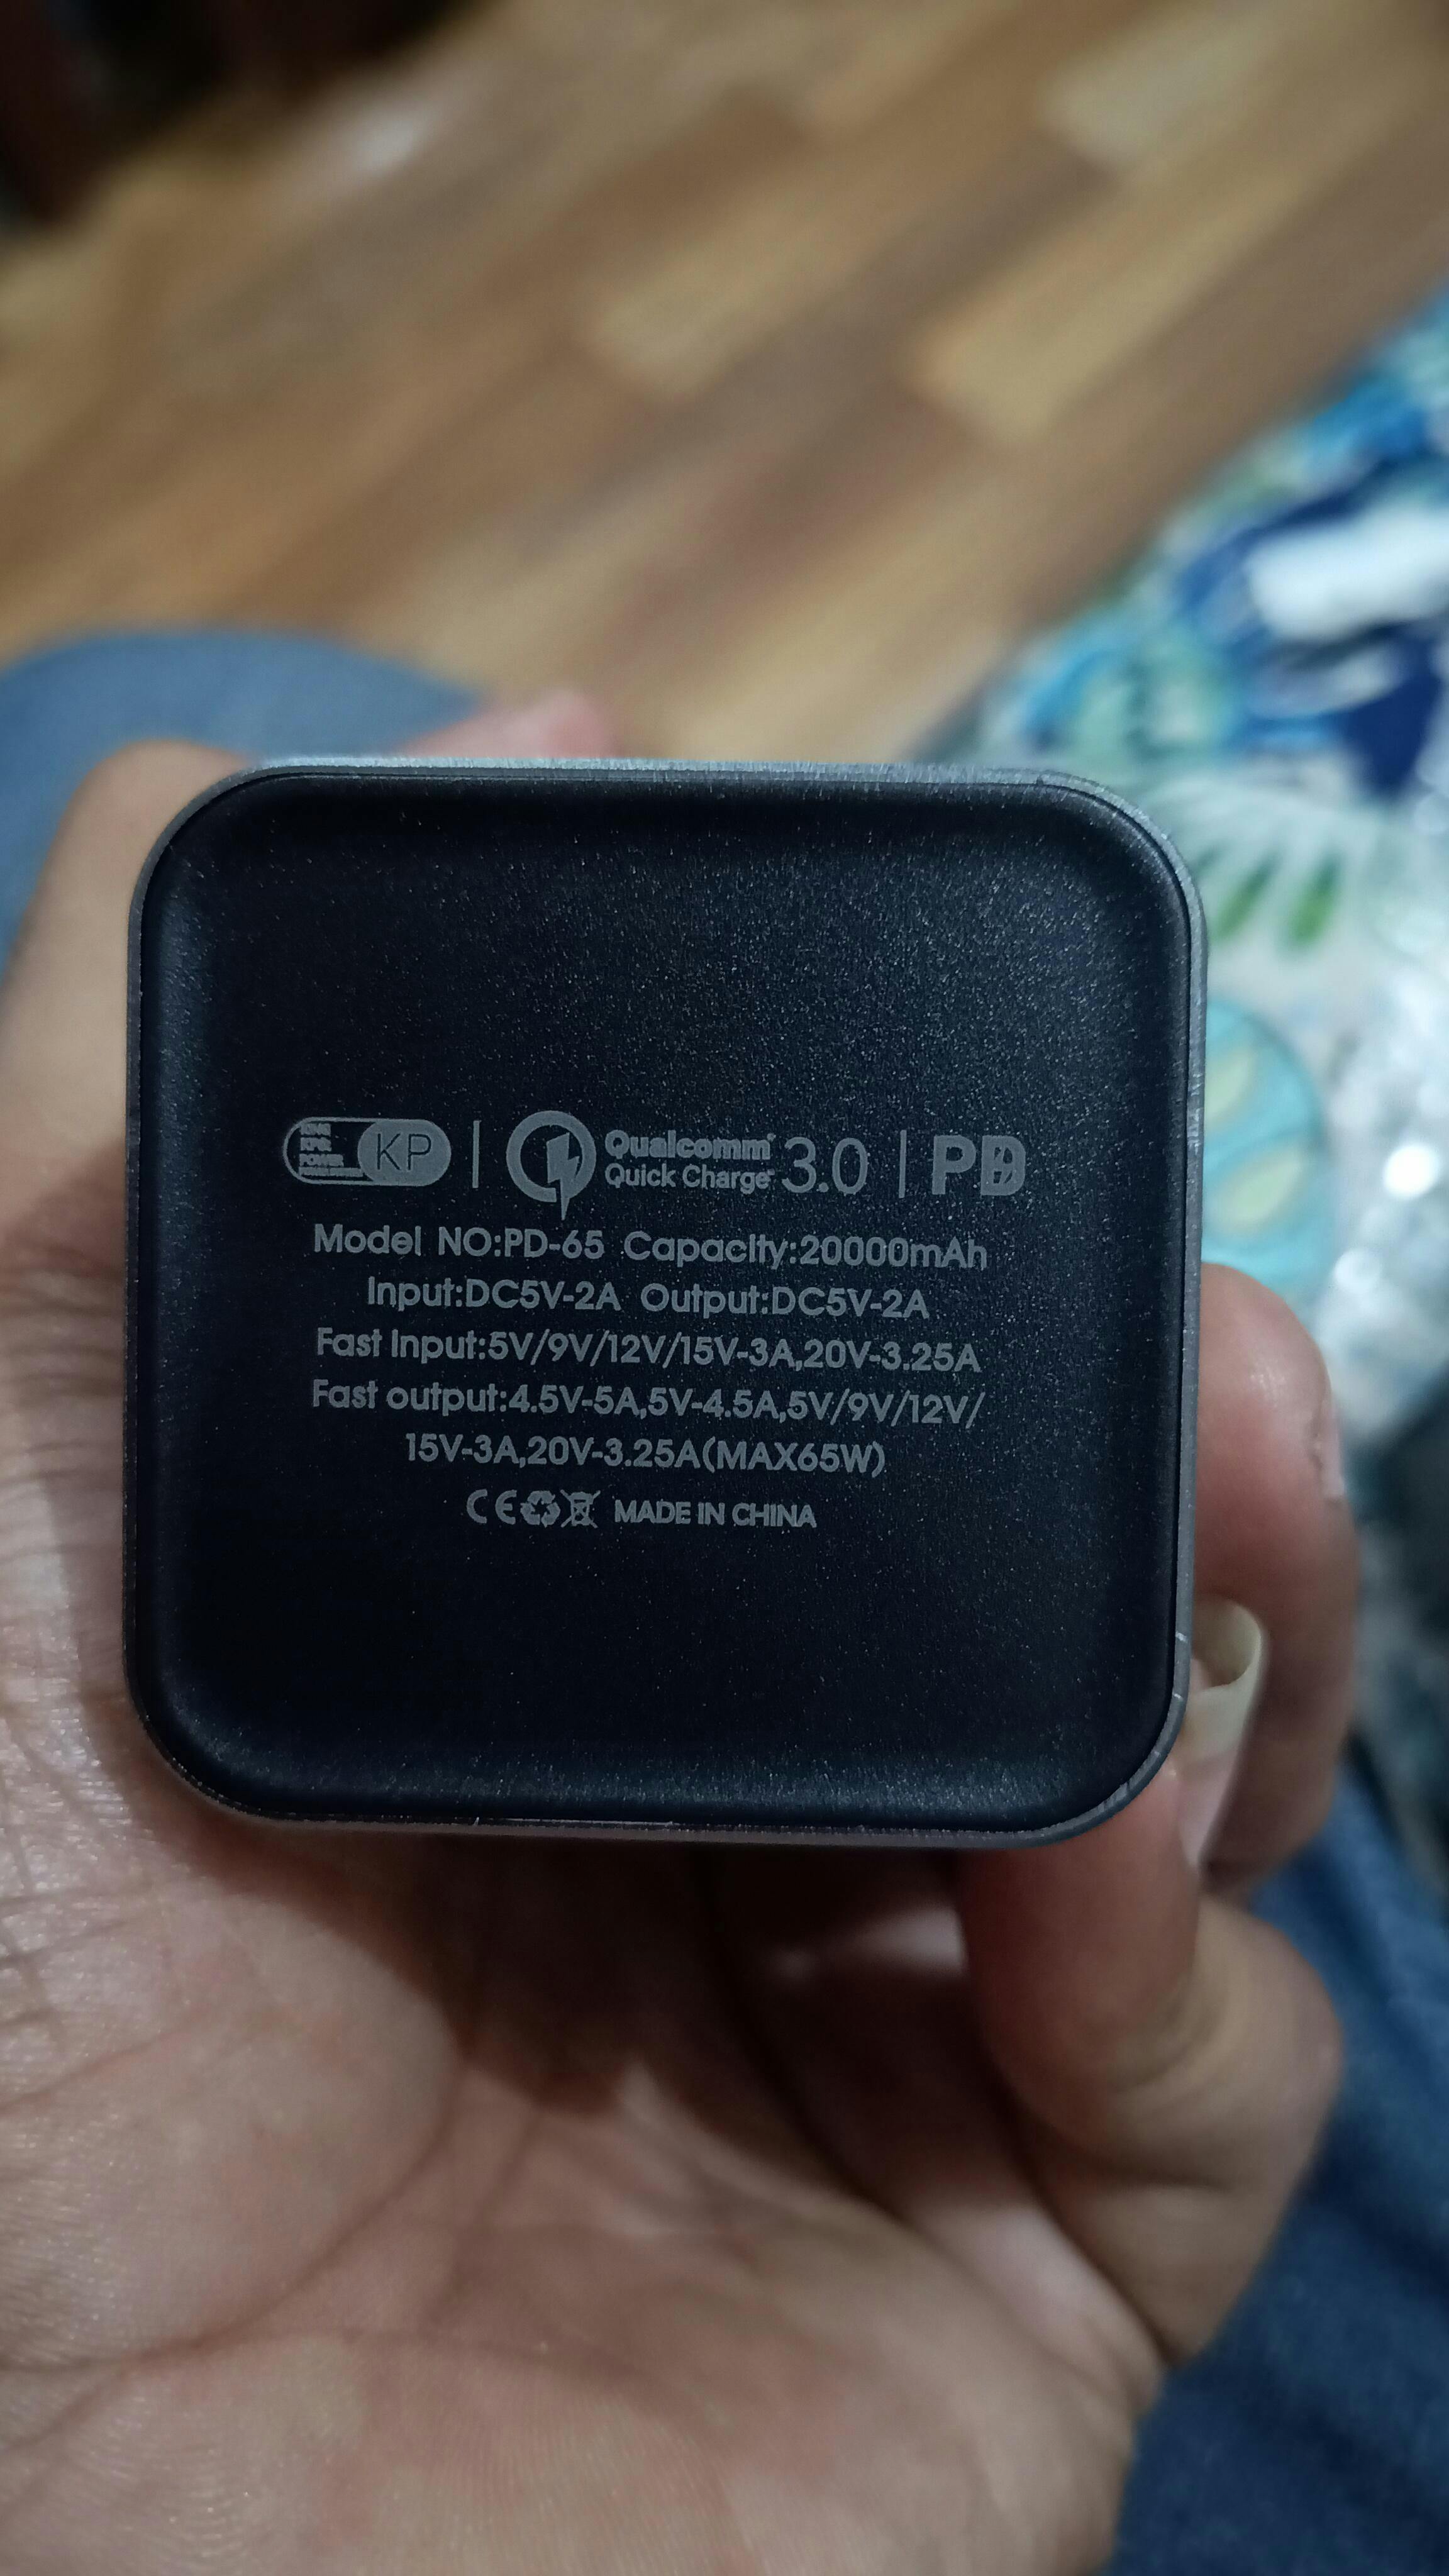 KP Qualcomm Quick Charge 3.0 PD
Model NO:PD-65 Capacity:20000mAh
Input:DC5V-2A Output:DC5V-2A
Fast Input:5V/9V/12V/15V-3A,20V-3.25A
Fast output:4.5V-5A,5V-4.5A,5V/9V/12V/
15V-3A,20V-3.25A(MAX65W)
CE MADE IN CHINA